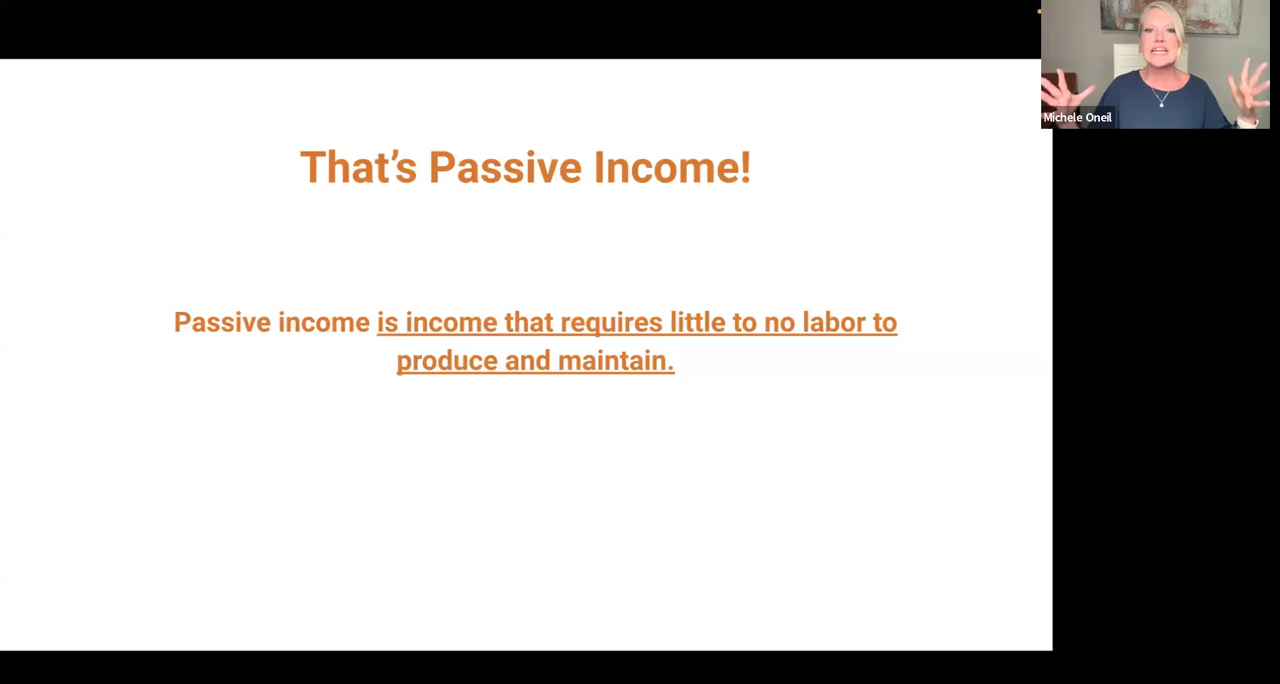 That's Passive Income!
Passive income is income that requires little to no labor to
produce and maintain.
Michele Oneil